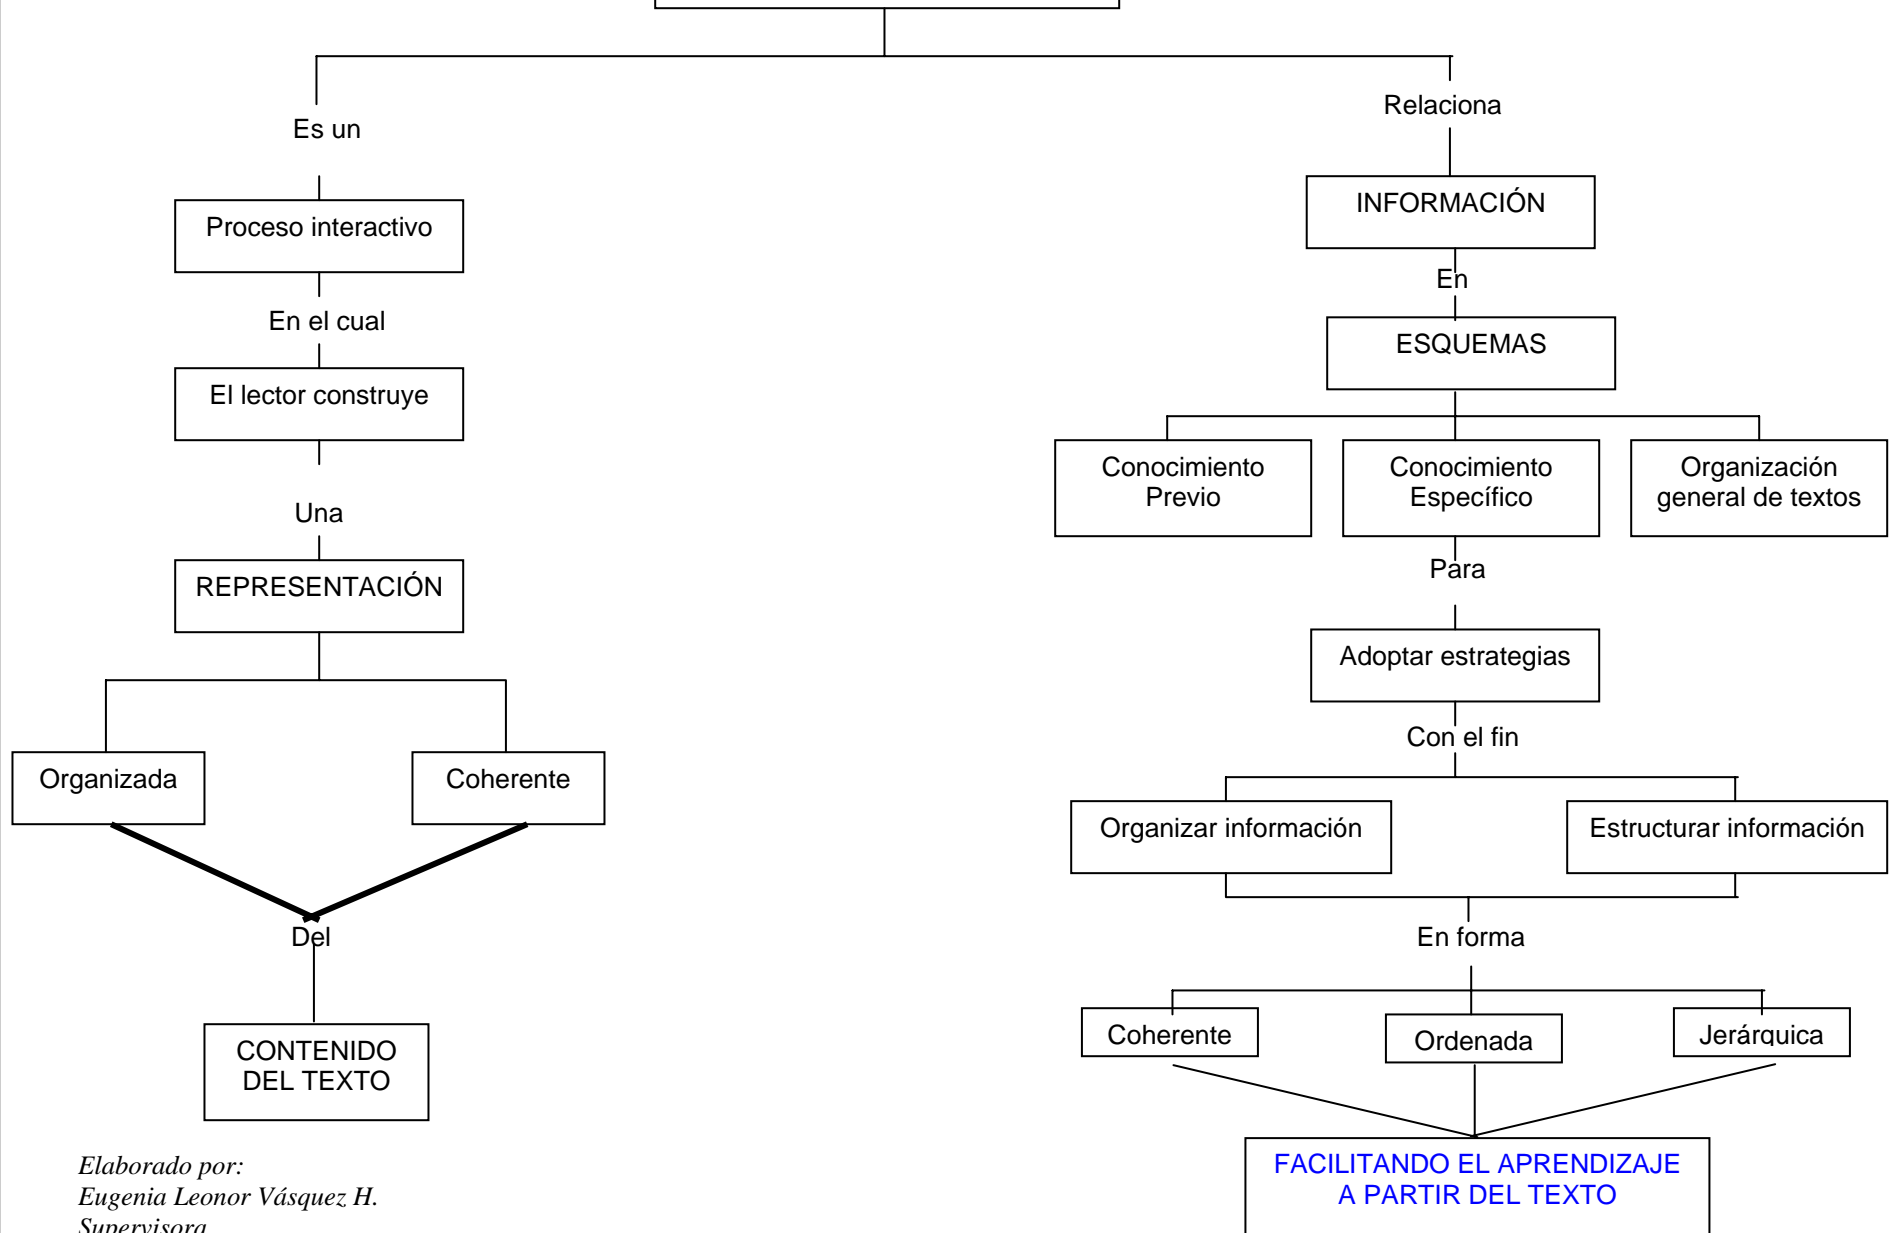 Es un
Proceso interactivo
En el cual
El lector construye
Una
REPRESENTACIÓN
Organizada
Coherente
Del
CONTENIDO
DEL TEXTO
Elaborado por:
Eugenia Leonor Vásquez H.
Supervisora
Relaciona
INFORMACIÓN
En
ESQUEMAS
Conocimiento
Previo
Conocimiento
Específico
Organización
general de textos
Para
Adoptar estrategias
Con el fin
Organizar información
Estructurar información
En forma
Coherente
Ordenada
Jerárquica
FACILITANDO EL APRENDIZAJE
A PARTIR DEL TEXTO